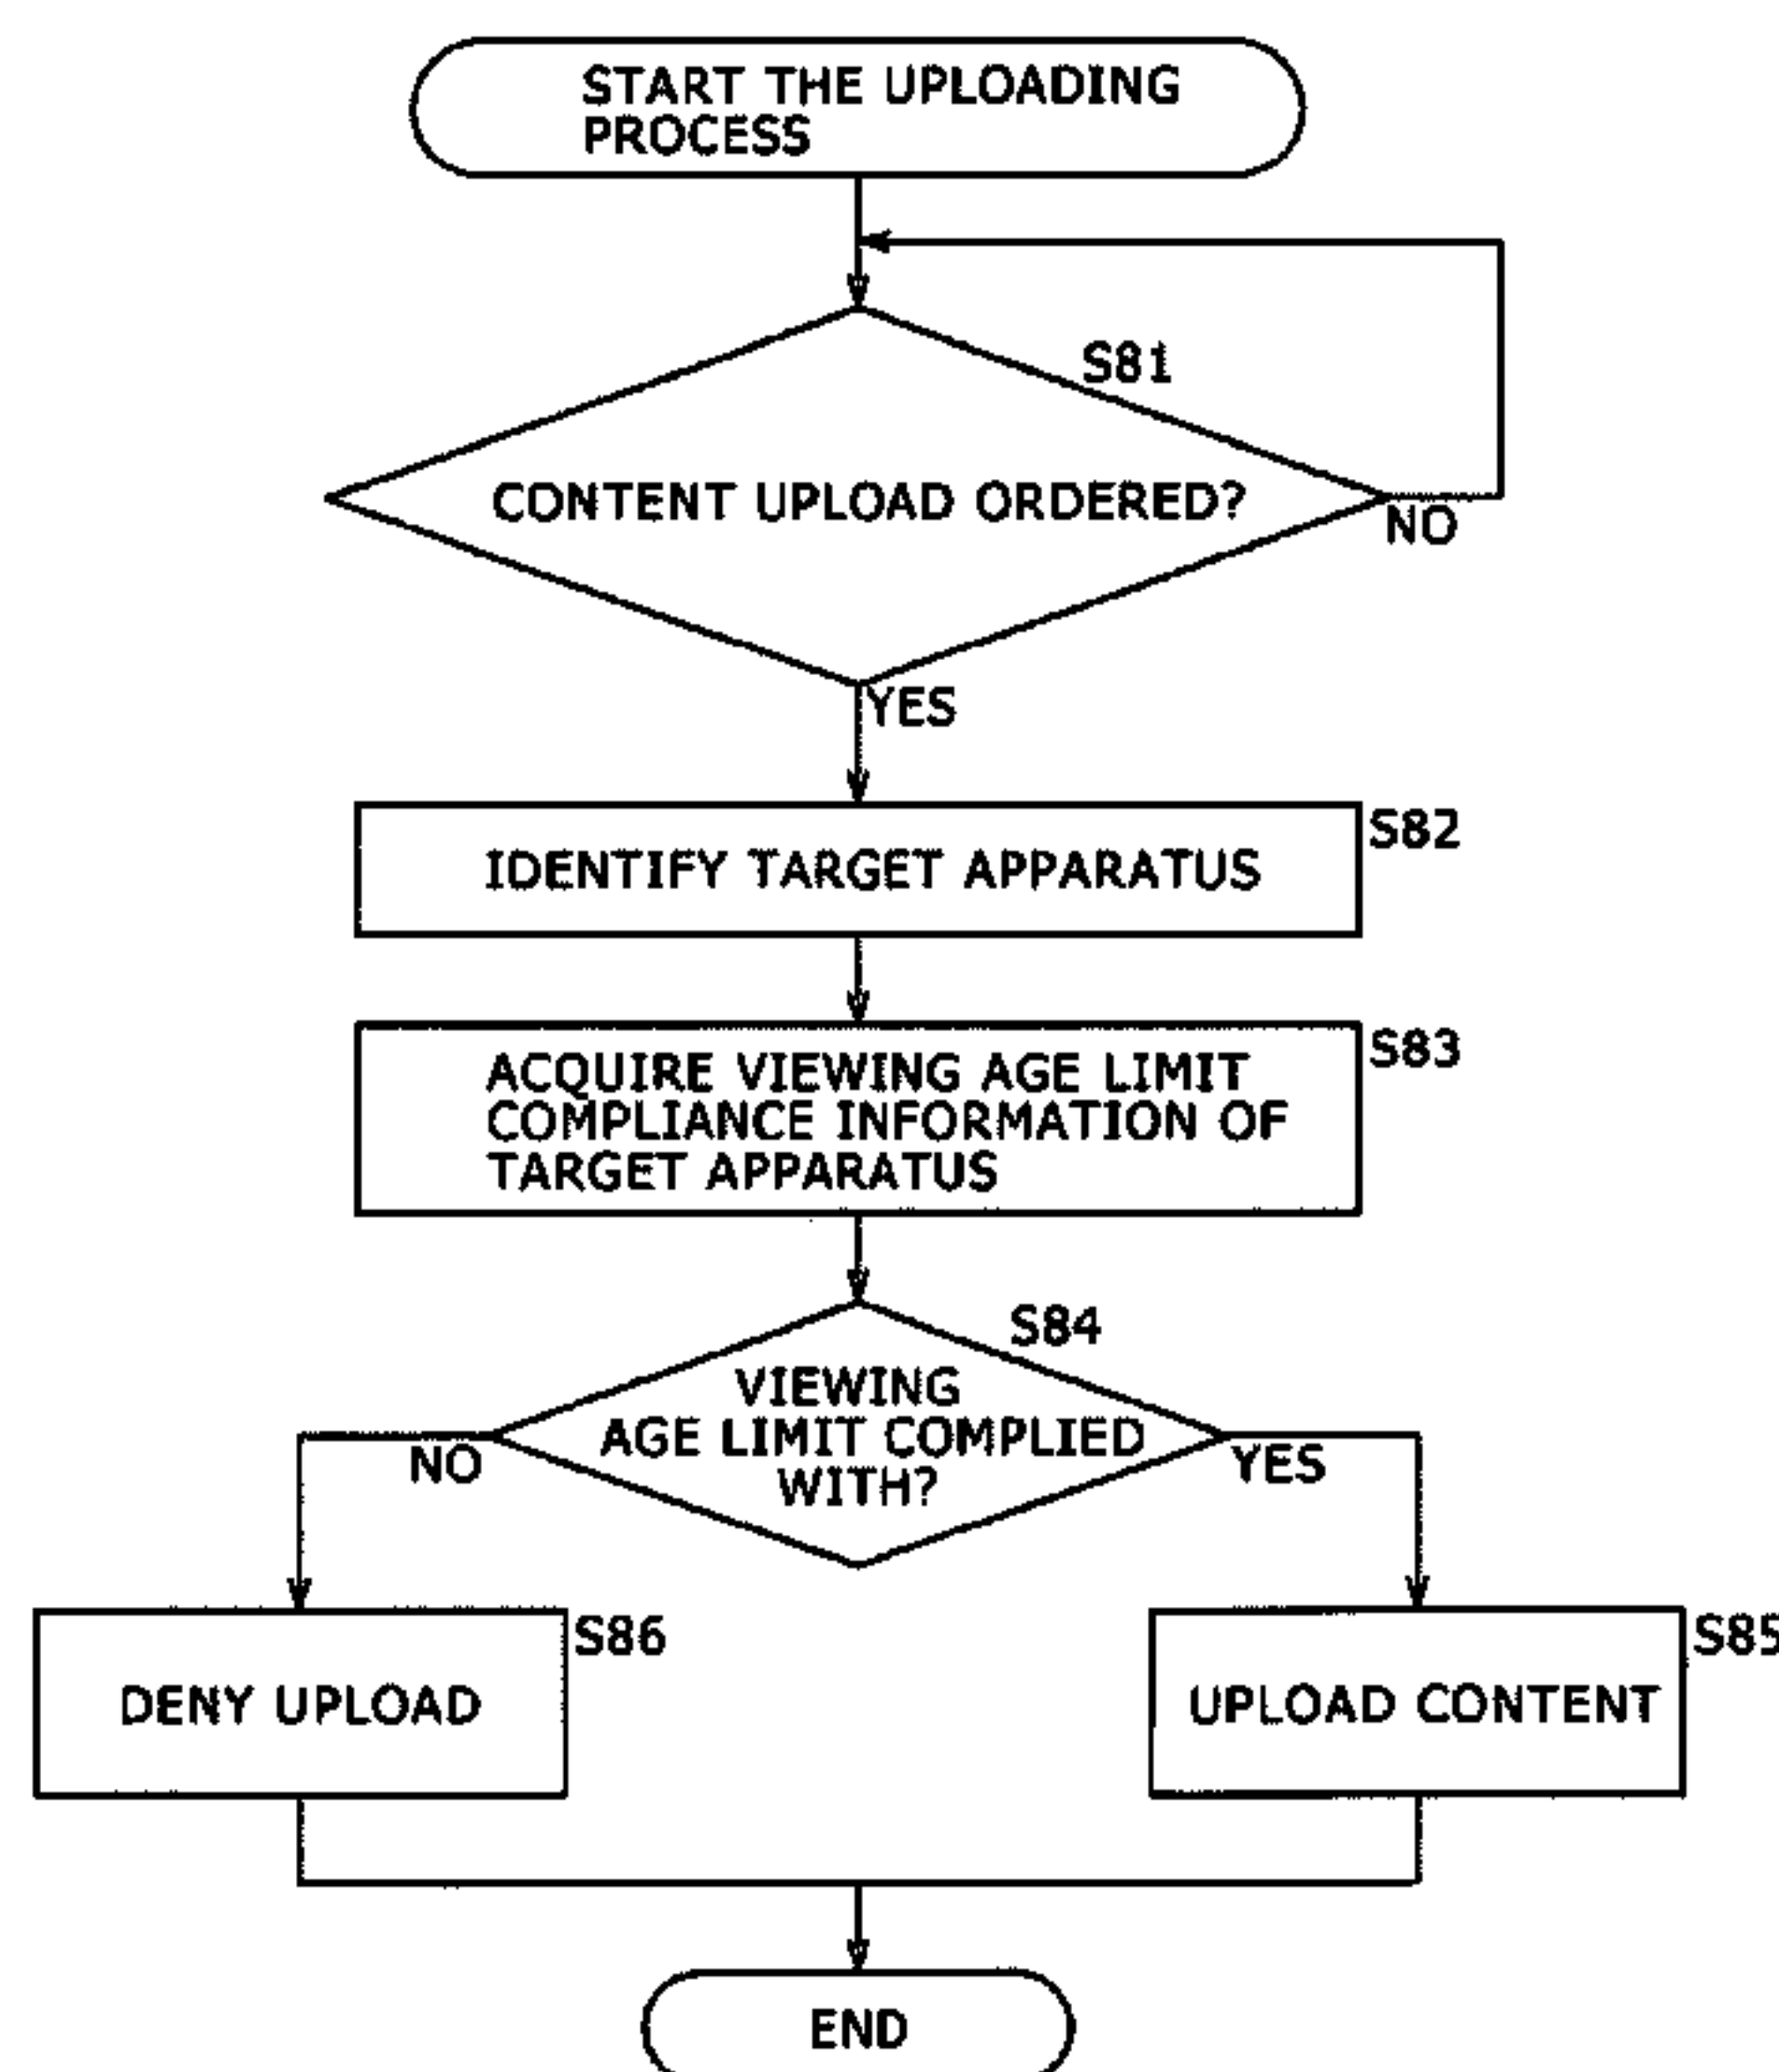 START THE UPLOADING
PROCESS
S81
CONTENT UPLOAD ORDERED?
NO
YES
S82
IDENTIFY TARGET APPARATUS
S83
ACQUIRE VIEWING AGE LIMIT
COMPLIANCE INFORMATION OF
TARGET APPARATUS
S84
VIEWING
AGE LIMIT COMPLIED
WITH?
NO
YES
S86
DENY UPLOAD
S85
UPLOAD CONTENT
END